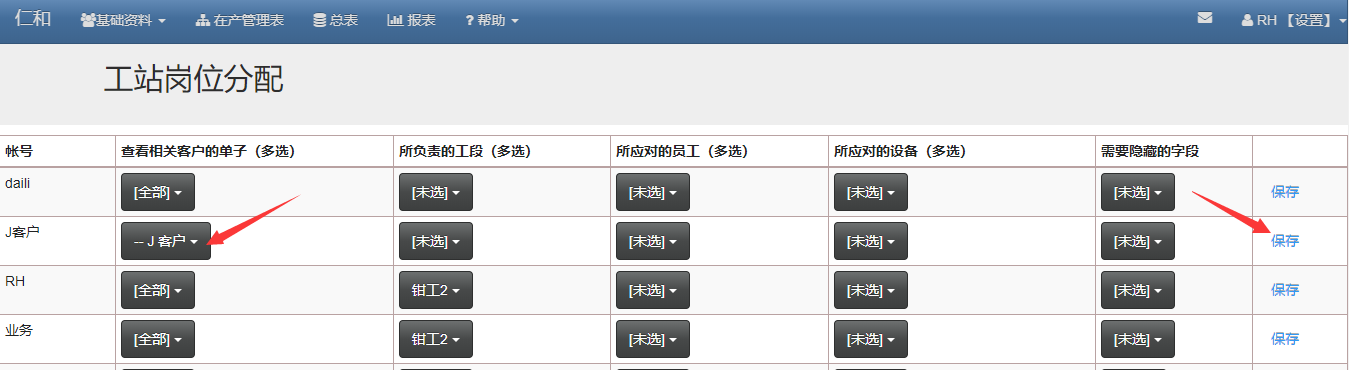 仁和 基础资料 在产管理表 总表 报表 ? 帮助 RH 【设置】
工站岗位分配
帐号 查看相关客户的单子（多选） 所负责的工段（多选） 所应对的员工（多选） 所应对的设备（多选） 需要隐藏的字段
daili [全部] [未选] [未选] [未选] [未选] 保存
J客户 -- J 客户 [未选] [未选] [未选] [未选] 保存
RH [全部] 钳工2 [未选] [未选] [未选] 保存
业务 [全部] 钳工2 [未选] [未选] [未选] 保存